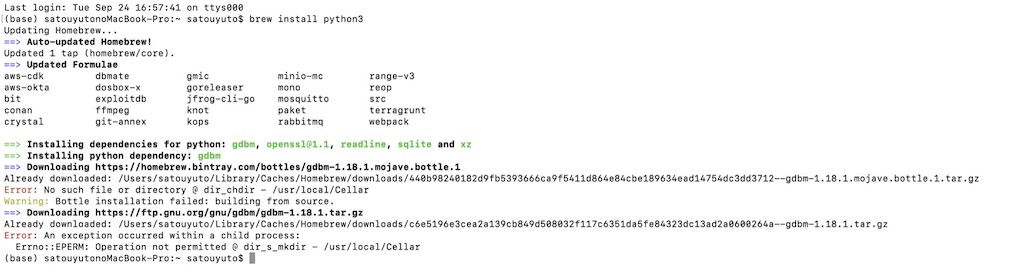 Last login: Tue Sep 24 16:57:41 on ttys000
(base) satouyutonoMacBook-Pro:~ satouyuto$ brew install python3
Updating Homebrew...
==> Auto-updated Homebrew!
Updated 1 tap (homebrew/core).
==> Updated Formulae
aws-cdk dbmate gmic minio-mc range-v3
aws-okta dosbox-x goreleaser mono reop
bit exploitdb jfrog-cli-go mosquitto src
conan ffmpeg knot paket terragrunt
crystal git-annex kops rabbitmq webpack
==> Installing dependencies for python: gdbm, openssl@1.1, readline, sqlite and xz
==> Installing python dependency: gdbm
==> Downloading https://homebrew.bintray.com/bottles/gdbm-1.18.1.mojave.bottle.1
Already downloaded: /Users/satouyuto/Library/Caches/Homebrew/downloads/440b98240182d9fb5393666ca9f5411d864e84cbe189634ead14754dc3dd3712--gdbm-1.18.1.mojave.bottle.1.tar.gz
Error: No such file or directory @ dir_chdir - /usr/local/Cellar
Warning: Bottle installation failed: building from source.
==> Downloading https://ftp.gnu.org/gnu/gdbm/gdbm-1.18.1.tar.gz
Already downloaded: /Users/satouyuto/Library/Caches/Homebrew/downloads/c6e5196e3cea2a139cb849d508032f117c6351da5fe84323dc13ad2a0600264a--gdbm-1.18.1.tar.gz
Error: An exception occurred within a child process:
Errno::EPERM: Operation not permitted @ dir_s_mkdir - /usr/local/Cellar
(base) satouyutonoMacBook-Pro:~ satouyuto$